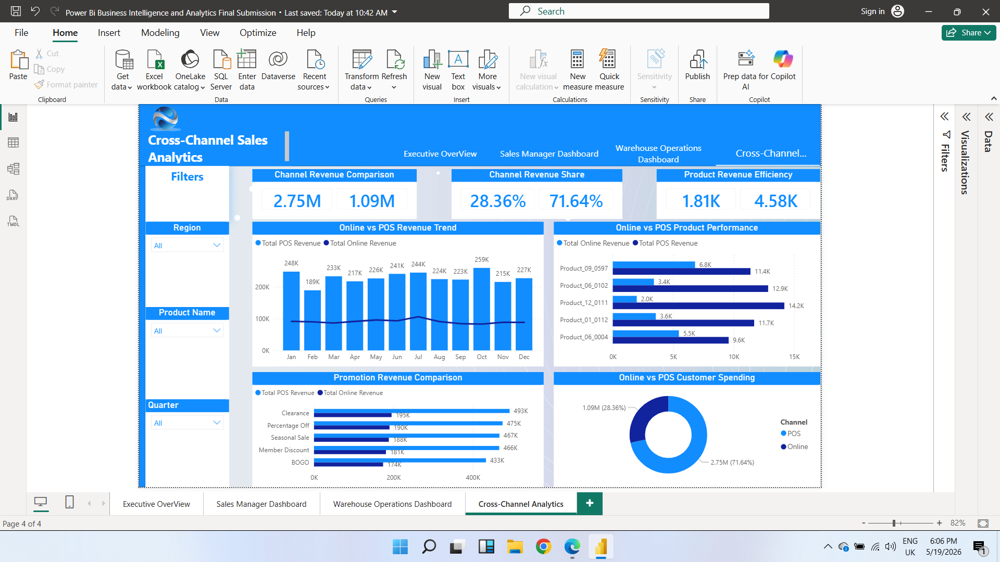 Power Bi Business Intelligence and Analytics Final Submission • Last saved: Today at 10:42 AM
Search
Sign in
File
Home
Insert
Modeling
View
Optimize
Help
Share
Paste
Cut
Copy
Format painter
Clipboard
Get data
Excel workbook
OneLake catalog
SQL Server
Enter data
Dataverse
Recent sources
Data
Transform data
Refresh
Queries
New visual
Text box
More visuals
Insert
New visual calculation
New measure
Quick measure
Calculations
Sensitivity
Sensitivity
Publish
Share
Prep data for AI
Copilot
Copilot
DAX
TMDL
Cross-Channel Sales
Analytics
Executive OverView
Sales Manager Dashboard
Warehouse Operations
Dashboard
Cross-Channel...
Filters
Region
All
Product Name
All
Quarter
All
Channel Revenue Comparison
2.75M 1.09M
Channel Revenue Share
28.36% 71.64%
Product Revenue Efficiency
1.81K 4.58K
Online vs POS Revenue Trend
Total POS Revenue Total Online Revenue
248K 189K 233K 217K 226K 241K 244K 224K 223K 259K 215K 227K
200K
100K
0K
Jan Feb Mar Apr May Jun Jul Aug Sep Oct Nov Dec
Online vs POS Product Performance
Total Online Revenue Total POS Revenue
Product_09_0597 6.8K 11.4K
Product_06_0102 3.4K 12.9K
Product_12_0111 2.0K 14.2K
Product_01_0112 3.6K 11.7K
Product_06_0004 5.5K 9.6K
0K 5K 10K 15K
Promotion Revenue Comparison
Total POS Revenue Total Online Revenue
Clearance 493K 195K
Percentage Off 475K 190K
Seasonal Sale 467K 188K
Member Discount 466K 181K
BOGO 433K 174K
0K 200K 400K
Online vs POS Customer Spending
1.09M (28.36%)
2.75M (71.64%)
Channel
POS
Online
Filters
Visualizations
Data
Executive OverView
Sales Manager Dashboard
Warehouse Operations Dashboard
Cross-Channel Analytics
+
Page 4 of 4
- + 82%
ENG
UK
6:06 PM
5/19/2026
1